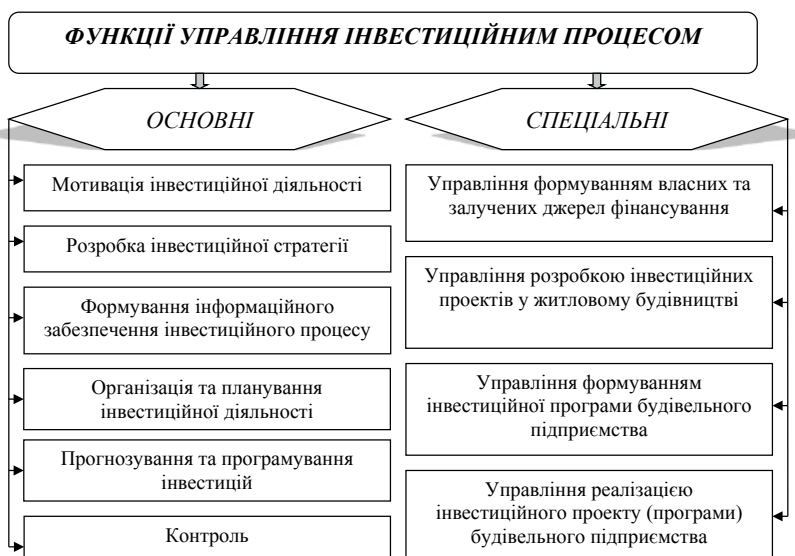 ФУНКЦІЇ УПРАВЛІННЯ ІНВЕСТИЦІЙНИМ ПРОЦЕСОМ
ОСНОВНІ
Мотивація інвестиційної діяльності
Розробка інвестиційної стратегії
Формування інформаційного
забезпечення інвестиційного процесу
Організація та планування
інвестиційної діяльності
Прогнозування та програмування
інвестицій
Контроль
СПЕЦІАЛЬНІ
Управління формуванням власних та
залучених джерел фінансування
Управління розробкою інвестиційних
проектів у житловому будівництві
Управління формуванням
інвестиційної програми будівельного
підприємства
Управління реалізацією
інвестиційного проекту (програми)
будівельного підприємства